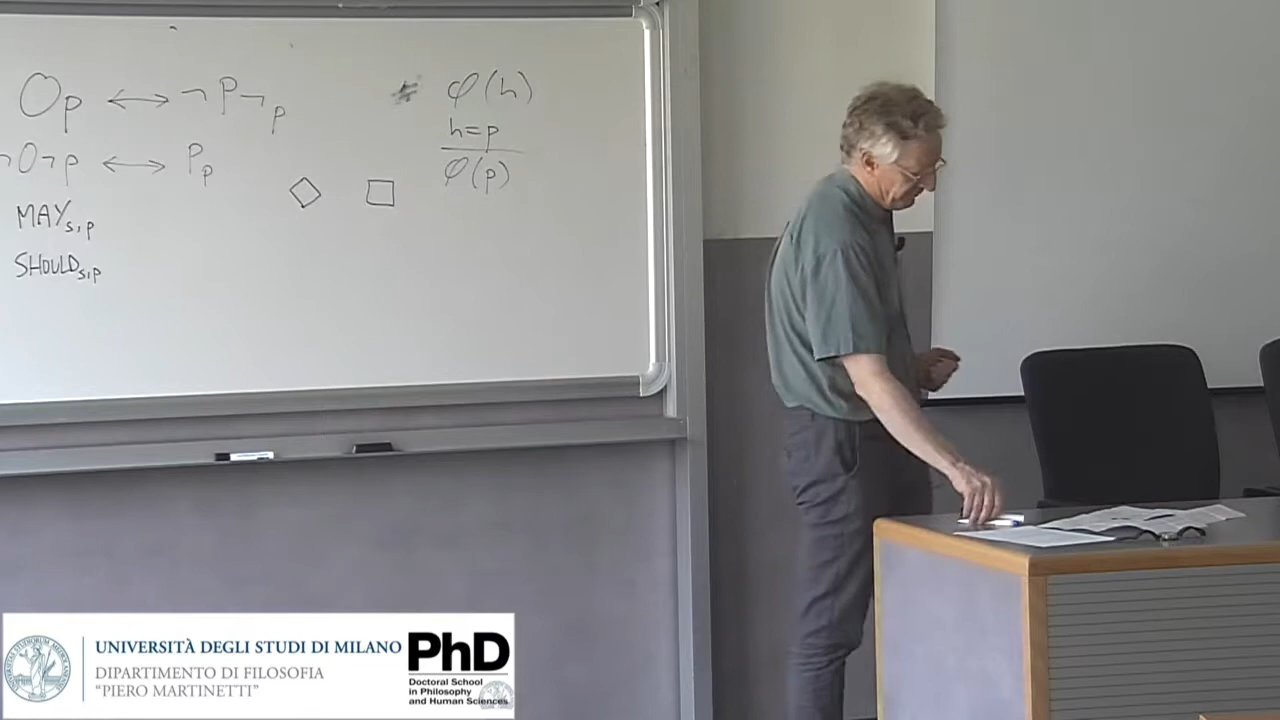 Op ↔ ¬P¬p
¬O¬p ↔ Pp
MAYs,p
SHOULDs,p
◇ □
φ(h)
h=p
φ(p)
UNIVERSITÀ DEGLI STUDI DI MILANO
DIPARTIMENTO DI FILOSOFIA
"PIERO MARTINETTI"
PhD
Doctoral School
in Philosophy
and Human Sciences